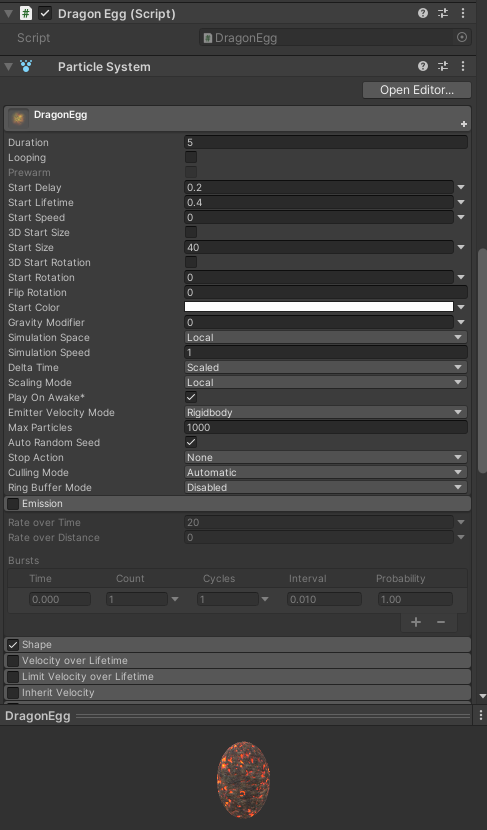 Dragon Egg (Script)
Script DragonEgg
Particle System
Open Editor...
DragonEgg
Duration 5
Looping
Prewarm
Start Delay 0.2
Start Lifetime 0.4
Start Speed 0
3D Start Size
Start Size 40
3D Start Rotation
Start Rotation 0
Flip Rotation 0
Start Color
Gravity Modifier 0
Simulation Space Local
Simulation Speed 1
Delta Time Scaled
Scaling Mode Local
Play On Awake*
Emitter Velocity Mode Rigidbody
Max Particles 1000
Auto Random Seed
Stop Action None
Culling Mode Automatic
Ring Buffer Mode Disabled
Emission
Rate over Time 20
Rate over Distance 0
Bursts
Time Count Cycles Interval Probability
0.000 1 1 0.010 1.00
Shape
Velocity over Lifetime
Limit Velocity over Lifetime
Inherit Velocity
DragonEgg